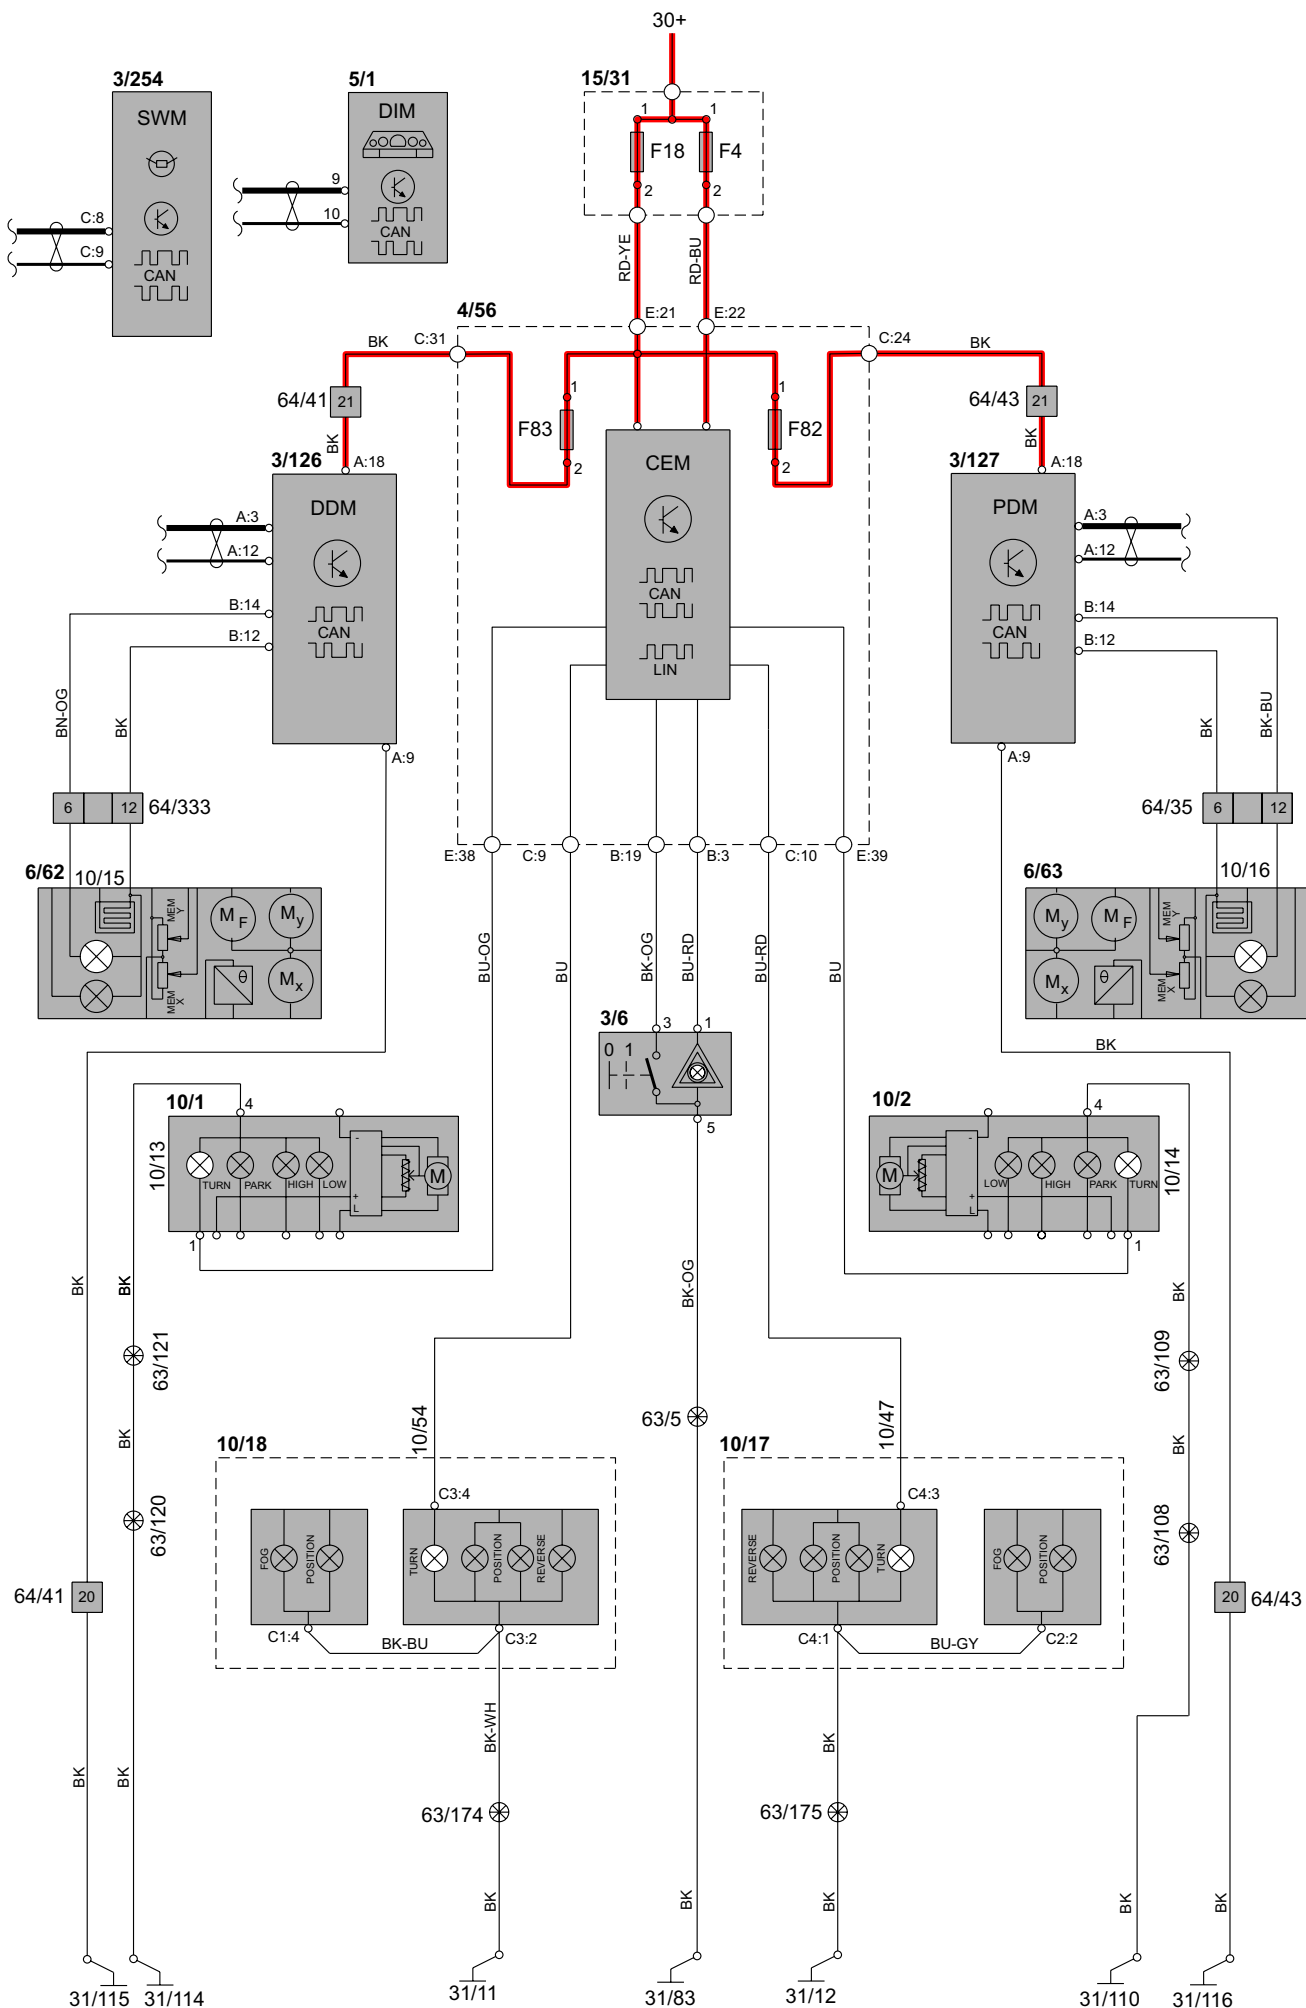 30+
3/254
5/1
15/31
SWM
DIM
1
1
F18
F4
2
2
C:8
C:9
CAN
9
10
CAN
RD-YE
RD-BU
4/56
E:21
E:22
BK
C:31
C:24
BK
64/41
21
BK
1
F83
2
CEM
1
F82
2
64/43
21
BK
3/126
A:18
3/127
A:18
DDM
PDM
A:3
A:12
B:14
B:12
CAN
CAN
LIN
A:3
A:12
B:14
B:12
CAN
BN-OG
BK
BK
BK-BU
A:9
A:9
6
12
64/333
64/35
6
12
E:38
C:9
B:19
B:3
C:10
E:39
6/62
10/15
6/63
10/16
MEM
Y
MEM
X
M F
M y
M x
θ
M y
M F
M x
θ
MEM
Y
MEM
X
BU-OG
BU
BK-OG
BU-RD
BU-RD
BU
3/6
3
1
0 1
5
BK
10/1
4
10/13
TURN
PARK
HIGH
LOW
-
+
L
M
1
10/2
4
10/14
M
-
+
L
LOW
HIGH
PARK
TURN
1
BK
BK
BK-OG
BK
63/121
63/109
BK
BK
63/120
63/108
10/54
63/5
10/47
10/18
10/17
C3:4
C4:3
FOG
POSITION
TURN
POSITION
REVERSE
REVERSE
POSITION
TURN
FOG
POSITION
64/41
20
20
64/43
C1:4
BK-BU
C3:2
C4:1
BU-GY
C2:2
BK
BK
BK-WH
BK
63/174
63/175
BK
BK
BK
BK
BK
31/115
31/114
31/11
31/83
31/12
31/110
31/116